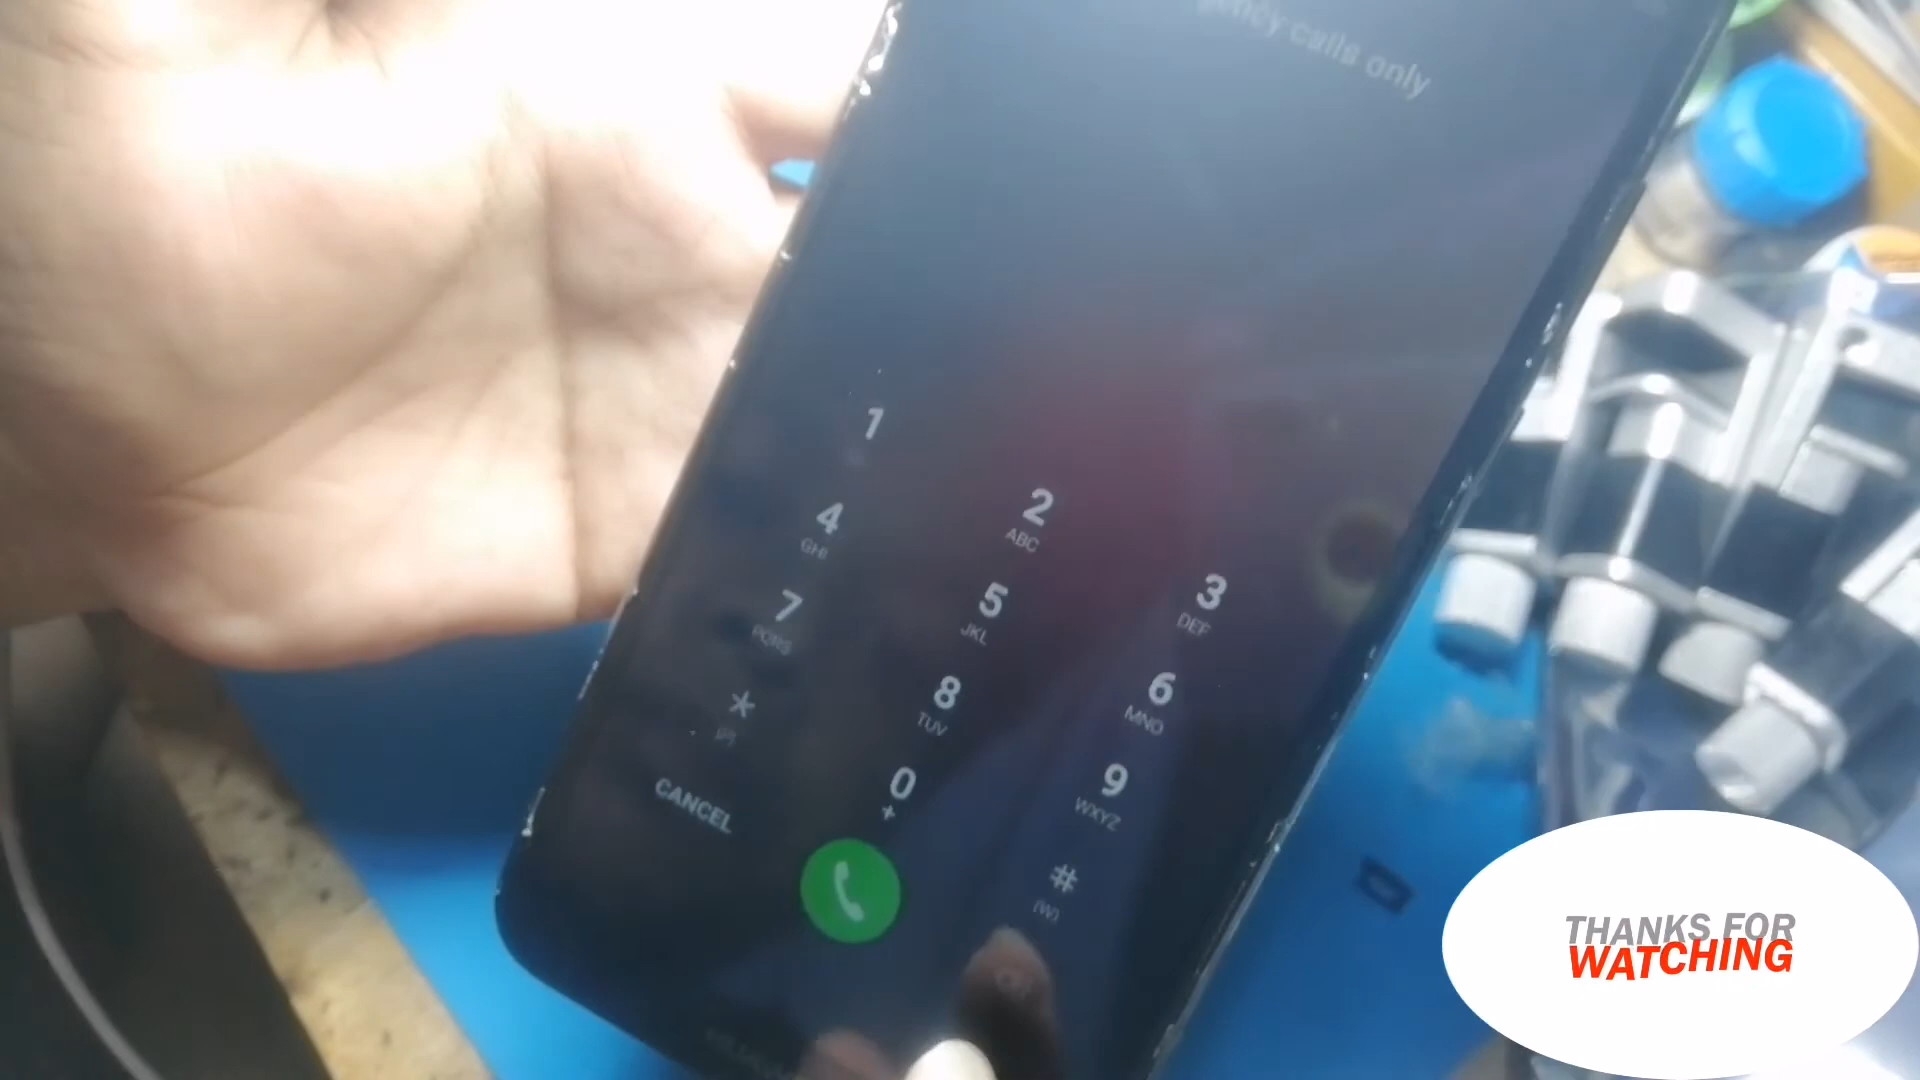 calls only
1
2
ABC
3
DEF
4
GHI
5
JKL
6
MNO
7
PQRS
8
TUV
9
WXYZ
*
(P)
0
+
#
(W)
CANCEL
THANKS FOR
WATCHING